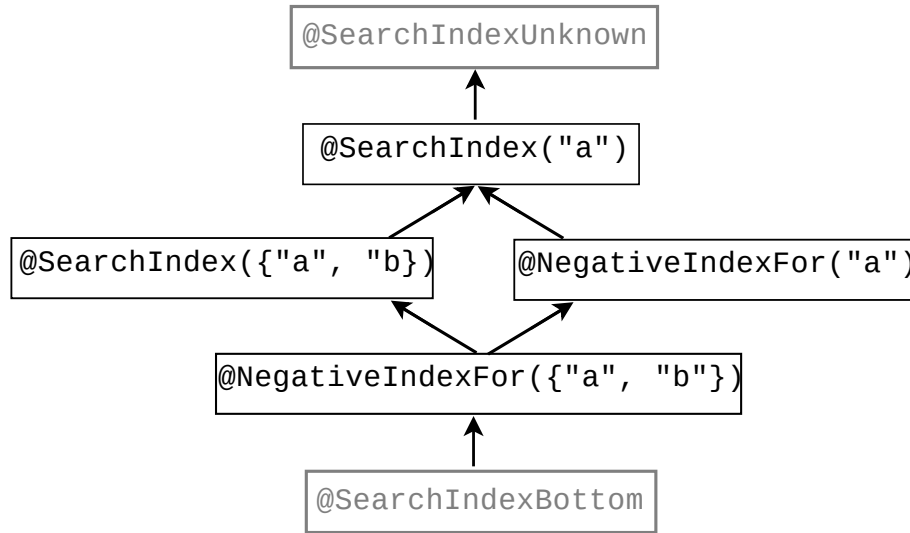 @SearchIndexUnknown
@SearchIndex("a")
@SearchIndex({"a", "b})
@NegativeIndexFor("a")
@NegativeIndexFor({"a", "b"})
@SearchIndexBottom